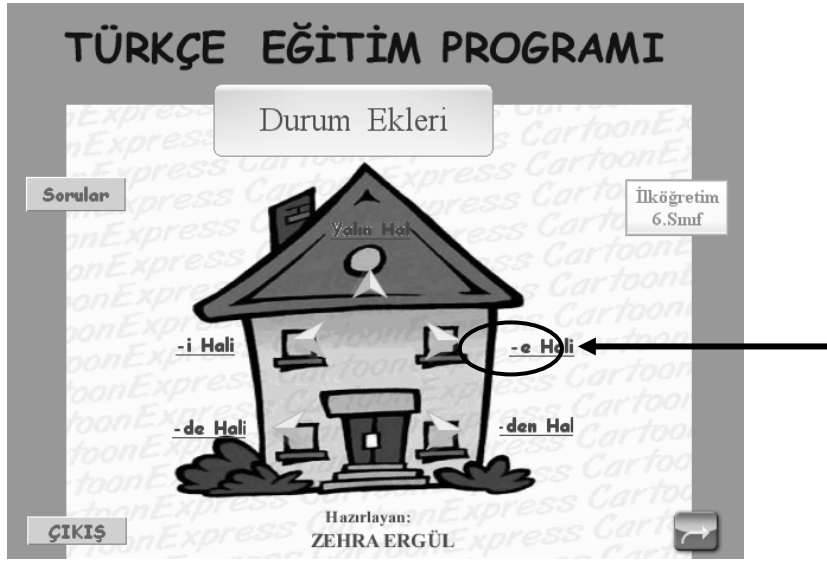 TÜRKÇE EĞİTİM PROGRAMI
Durum Ekleri
Sorular
İlköğretim
6.Sınıf
Yalın Hal
-i Hali
-e Hali
-de Hali
-den Hal
Hazırlayan:
ZEHRA ERGÜL
ÇIKIŞ
CartoonExpress